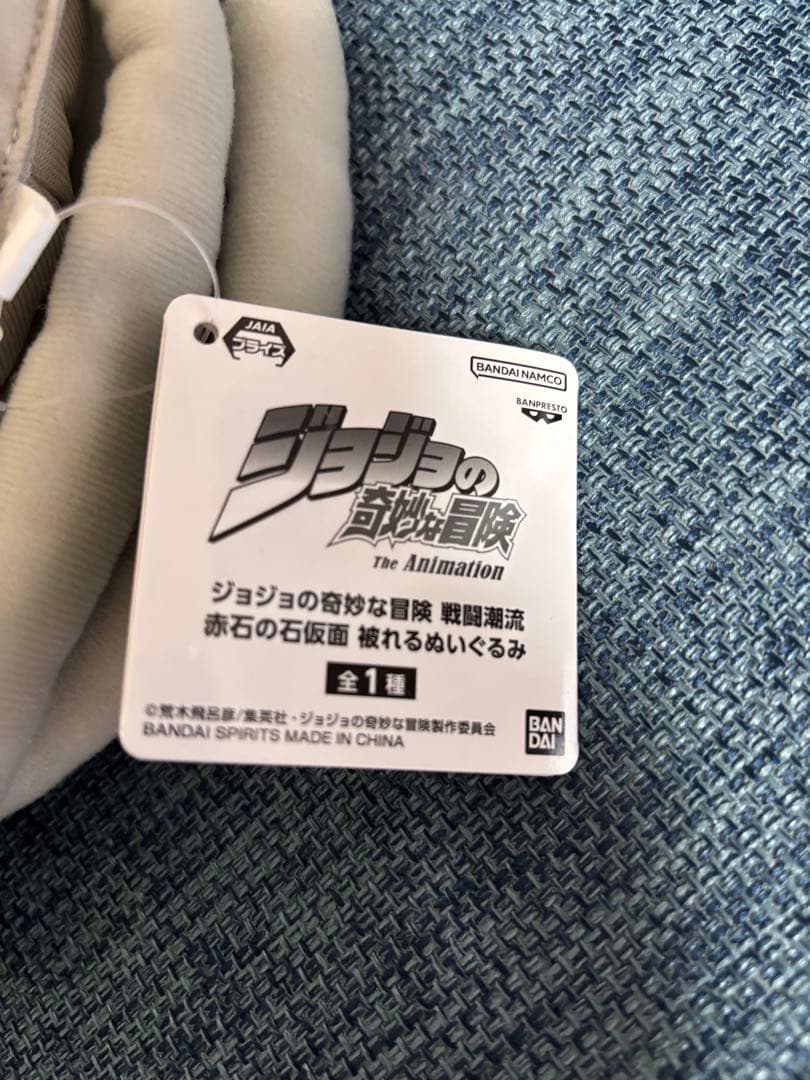 JAIA
プライズ
BANDAI NAMCO
BANPRESTO
ジョジョの
奇妙な冒険
The Animation
ジョジョの奇妙な冒険 戦闘潮流
赤石の石仮面 被れるぬいぐるみ
全1種
©荒木飛呂彦/集英社・ジョジョの奇妙な冒険製作委員会
BANDAI SPIRITS MADE IN CHINA
BAN
DAI